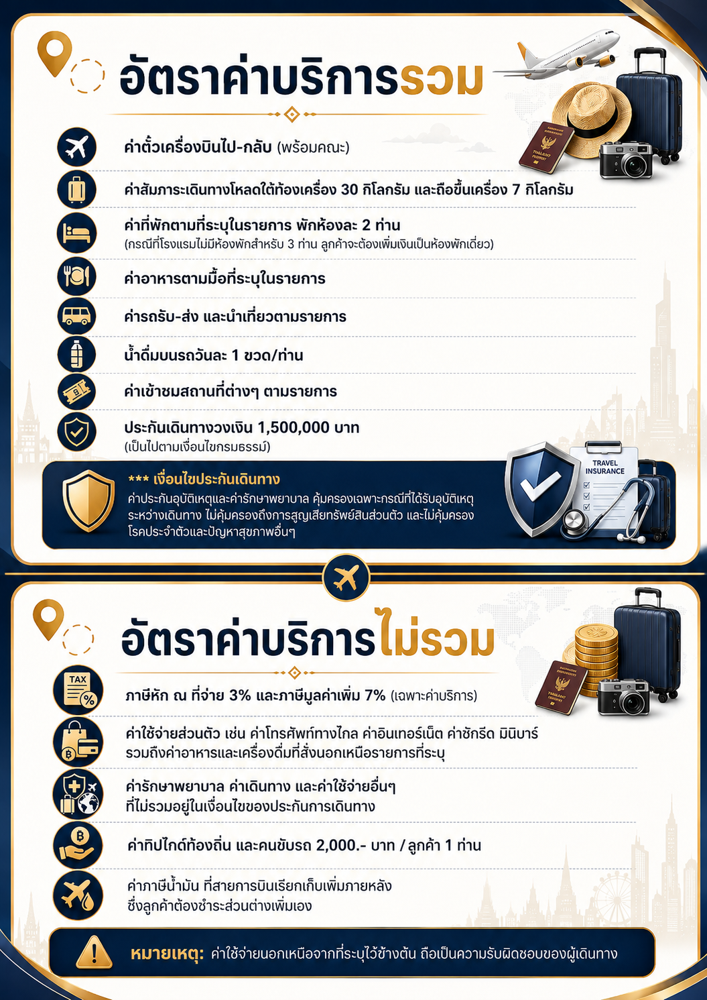 อัตราค่าบริการรวม
ค่าตั๋วเครื่องบินไป-กลับ (พร้อมคณะ)
ค่าสัมภาระเดินทางโหลดใต้ท้องเครื่อง 30 กิโลกรัม และถือขึ้นเครื่อง 7 กิโลกรัม
ค่าที่พักตามที่ระบุในรายการ พักห้องละ 2 ท่าน
(กรณีที่โรงแรมไม่มีห้องพักสำหรับ 3 ท่าน ลูกค้าจะต้องเพิ่มเงินเป็นห้องพักเดี่ยว)
ค่าอาหารตามมื้อที่ระบุในรายการ
ค่ารถรับ-ส่ง และนำเที่ยวตามรายการ
น้ำดื่มบนรถวันละ 1 ขวด/ท่าน
ค่าเข้าชมสถานที่ต่างๆ ตามรายการ
ประกันเดินทางวงเงิน 1,500,000 บาท
(เป็นไปตามเงื่อนไขกรมธรรม์)
*** เงื่อนไขประกันเดินทาง
ค่าประกันอุบัติเหตุและค่ารักษาพยาบาล คุ้มครองเฉพาะกรณีที่ได้รับอุบัติเหตุ
ระหว่างเดินทาง ไม่คุ้มครองถึงการสูญเสียทรัพย์สินส่วนตัว และไม่คุ้มครอง
โรคประจำตัวและปัญหาสุขภาพอื่นๆ
TRAVEL
INSURANCE
อัตราค่าบริการไม่รวม
TAX
%
ภาษีหัก ณ ที่จ่าย 3% และภาษีมูลค่าเพิ่ม 7% (เฉพาะค่าบริการ)
ค่าใช้จ่ายส่วนตัว เช่น ค่าโทรศัพท์ทางไกล ค่าอินเทอร์เน็ต ค่าซักรีด มินิบาร์
รวมถึงค่าอาหารและเครื่องดื่มที่สั่งนอกเหนือรายการที่ระบุ
ค่ารักษาพยาบาล ค่าเดินทาง และค่าใช้จ่ายอื่นๆ
ที่ไม่รวมอยู่ในเงื่อนไขของประกันการเดินทาง
ค่าทิปไกด์ท้องถิ่น และคนขับรถ 2,000.- บาท /ลูกค้า 1 ท่าน
ค่าภาษีน้ำมัน ที่สายการบินเรียกเก็บเพิ่มภายหลัง
ซึ่งลูกค้าต้องชำระส่วนต่างเพิ่มเอง
หมายเหตุ: ค่าใช้จ่ายนอกเหนือจากที่ระบุไว้ข้างต้น ถือเป็นความรับผิดชอบของผู้เดินทาง